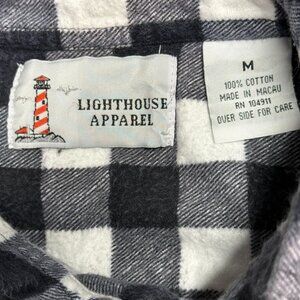 LIGHTHOUSE
APPAREL
M
100% COTTON
MADE IN MACAU
RN 104911
OVER SIDE FOR CARE